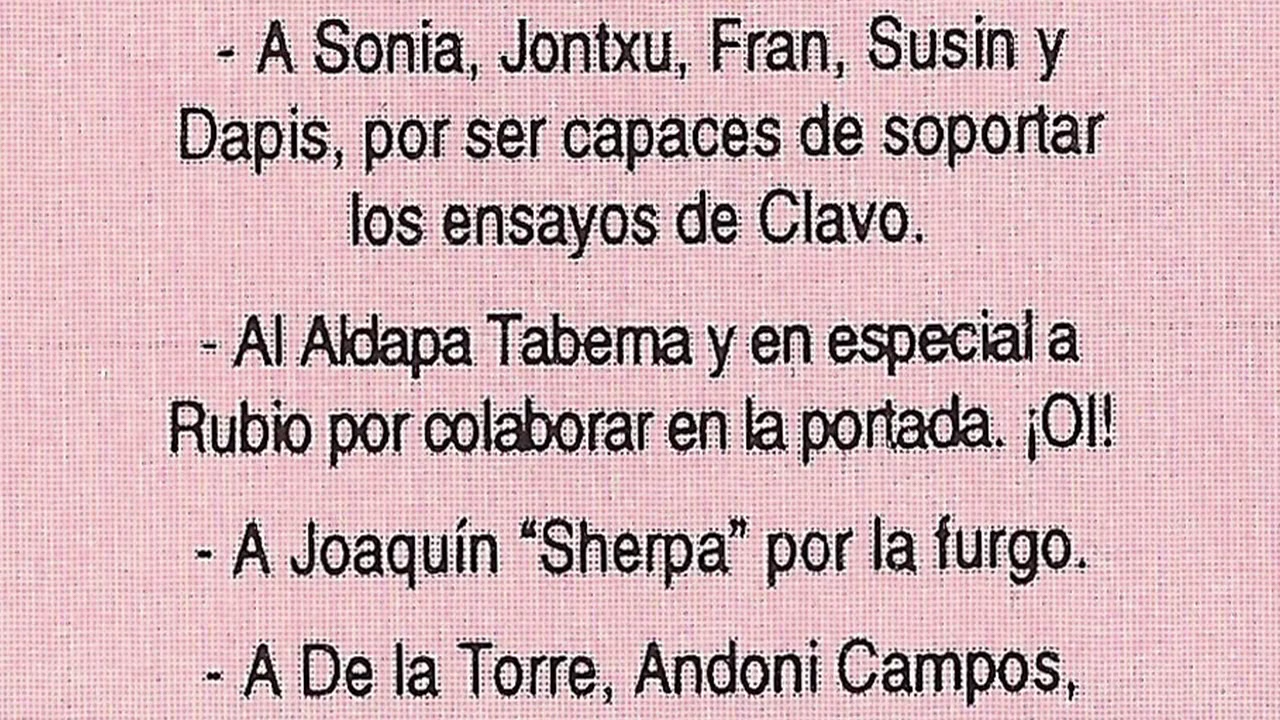 - A Sonia, Jontxu, Fran, Susin y
Dapis, por ser capaces de soportar
los ensayos de Clavo.
- Al Aldapa Taberna y en especial a
Rubio por colaborar en la portada. ¡OI!
- A Joaquín “Sherpa” por la furgo.
- A De la Torre, Andoni Campos,